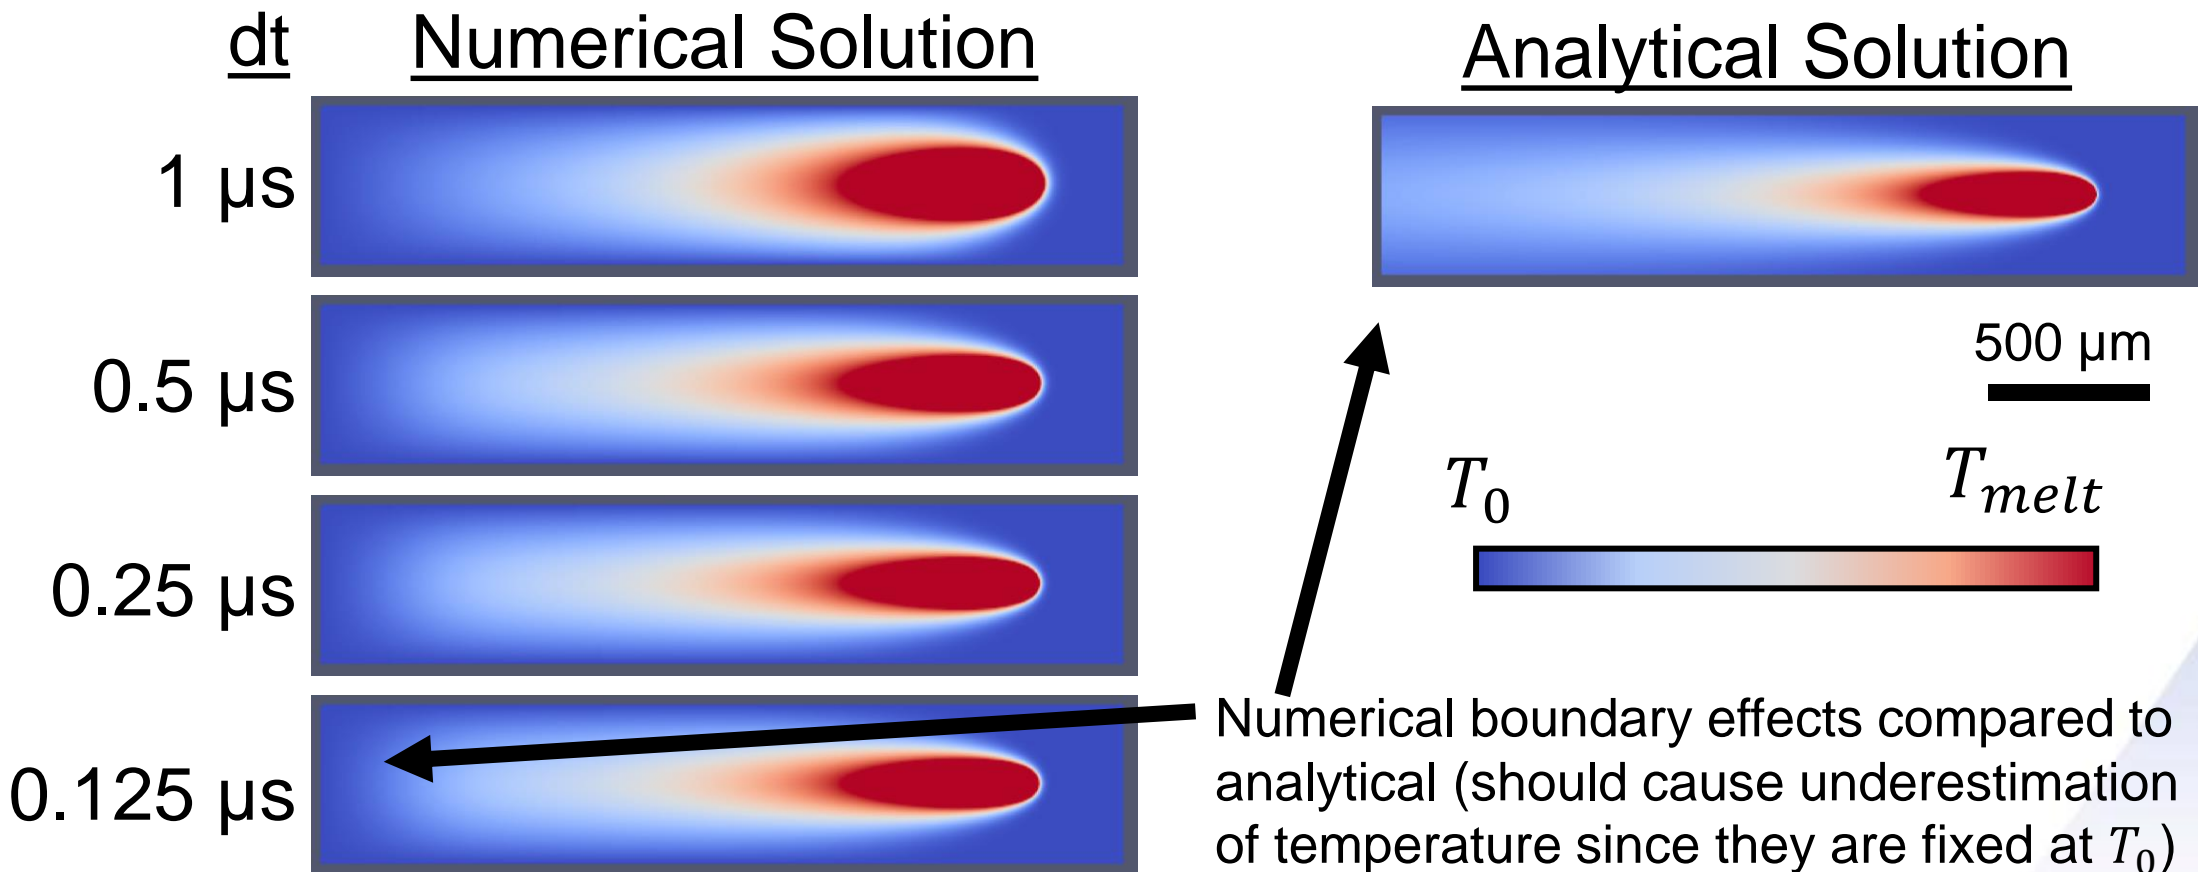 dt
Numerical Solution
Analytical Solution
1 µs
0.5 µs
0.25 µs
0.125 µs
500 µm
T₀
Tₘₑₗₜ
Numerical boundary effects compared to
analytical (should cause underestimation
of temperature since they are fixed at T₀)